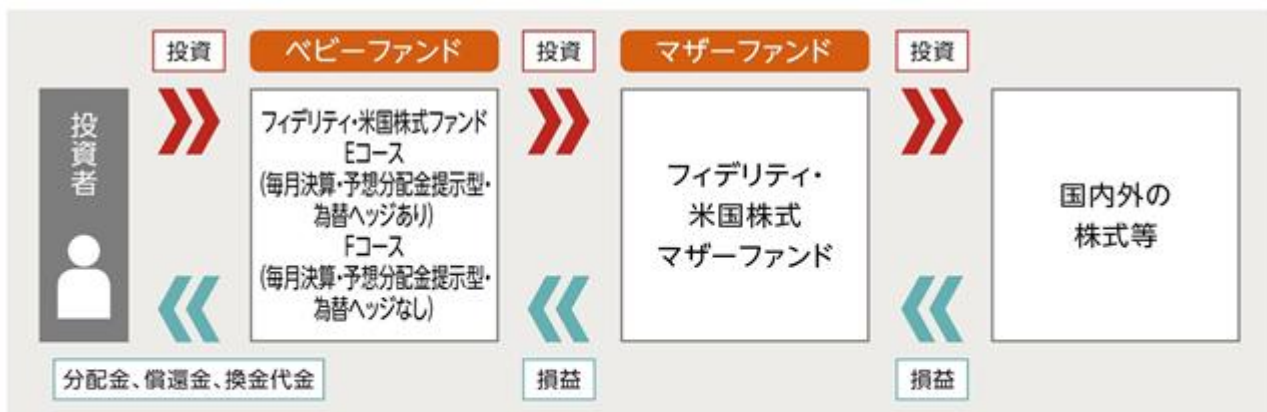 投資
ベビーファンド
投資
マザーファンド
投資
投資者
フィデリティ・米国株式ファンド
Eコース
(毎月決算・予想分配金提示型・
為替ヘッジあり)
Fコース
(毎月決算・予想分配金提示型・
為替ヘッジなし)
フィデリティ・
米国株式
マザーファンド
国内外の
株式等
分配金、償還金、換金代金
損益
損益